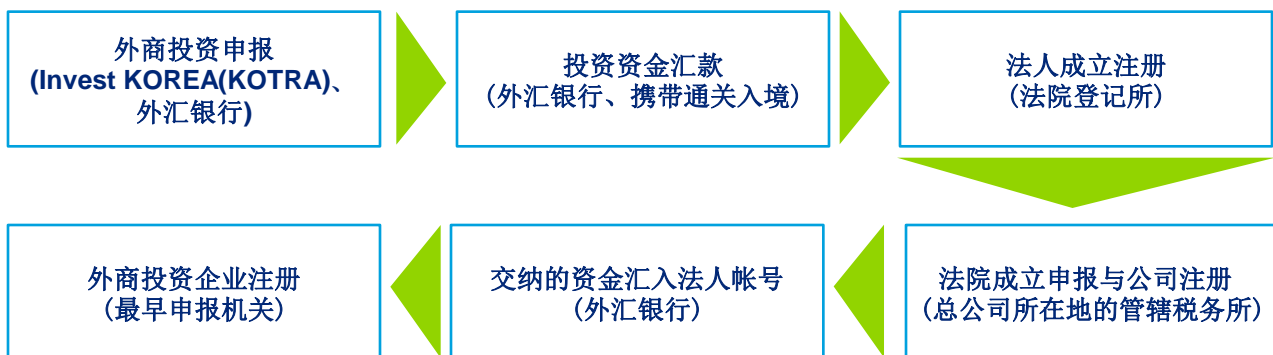 外商投资申报
(Invest KOREA(KOTRA)、
外汇银行)
投资资金汇款
(外汇银行、携带通关入境)
法人成立注册
(法院登记所)
法院成立申报与公司注册
(总公司所在地的管辖税务所)
交纳的资金汇入法人帐号
(外汇银行)
外商投资企业注册
(最早申报机关)